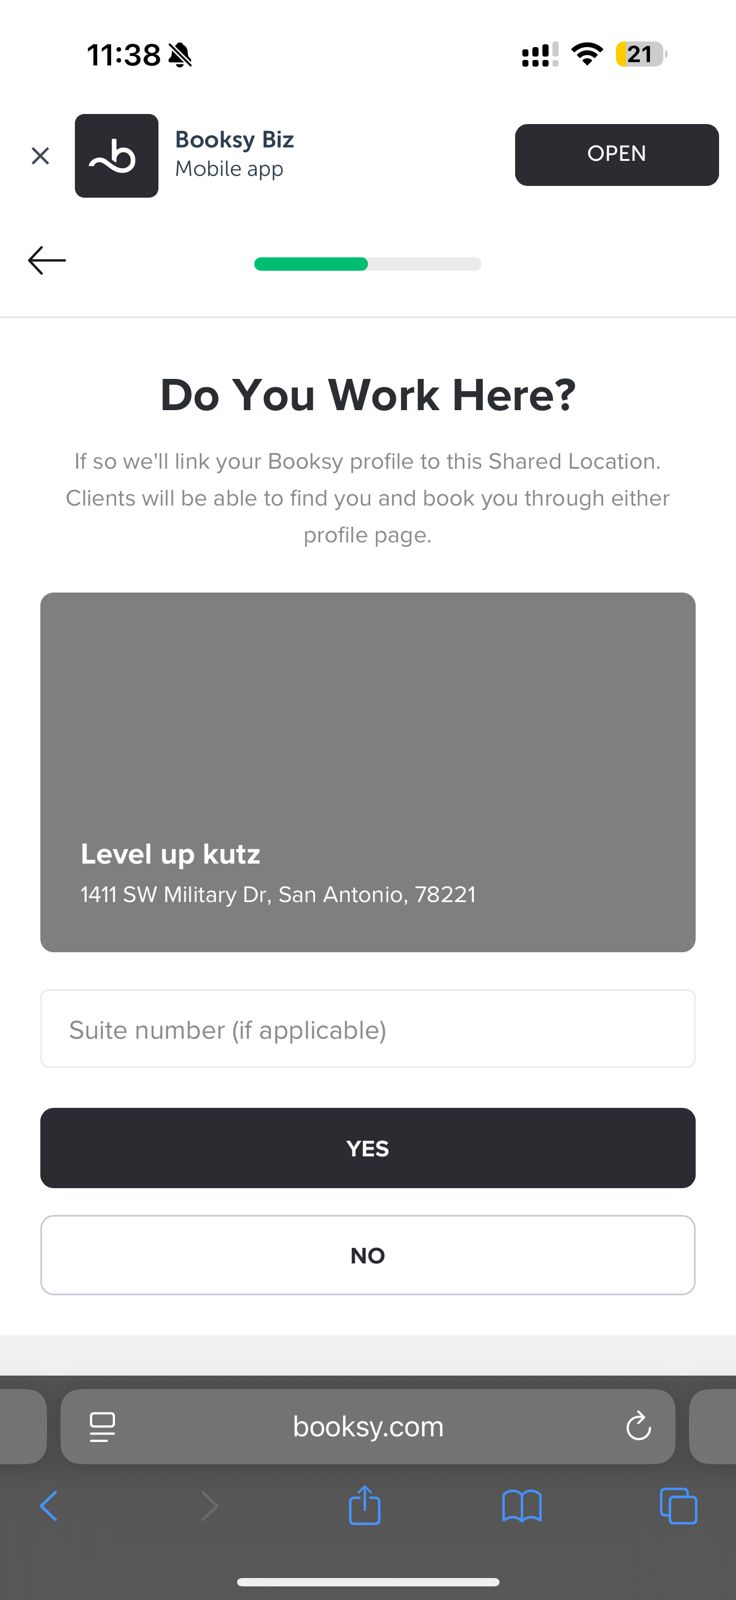 11:38
21
Booksy Biz
Mobile app
OPEN
Do You Work Here?
If so we'll link your Booksy profile to this Shared Location.
Clients will be able to find you and book you through either
profile page.
Level up kutz
1411 SW Military Dr, San Antonio, 78221
Suite number (if applicable)
YES
NO
booksy.com